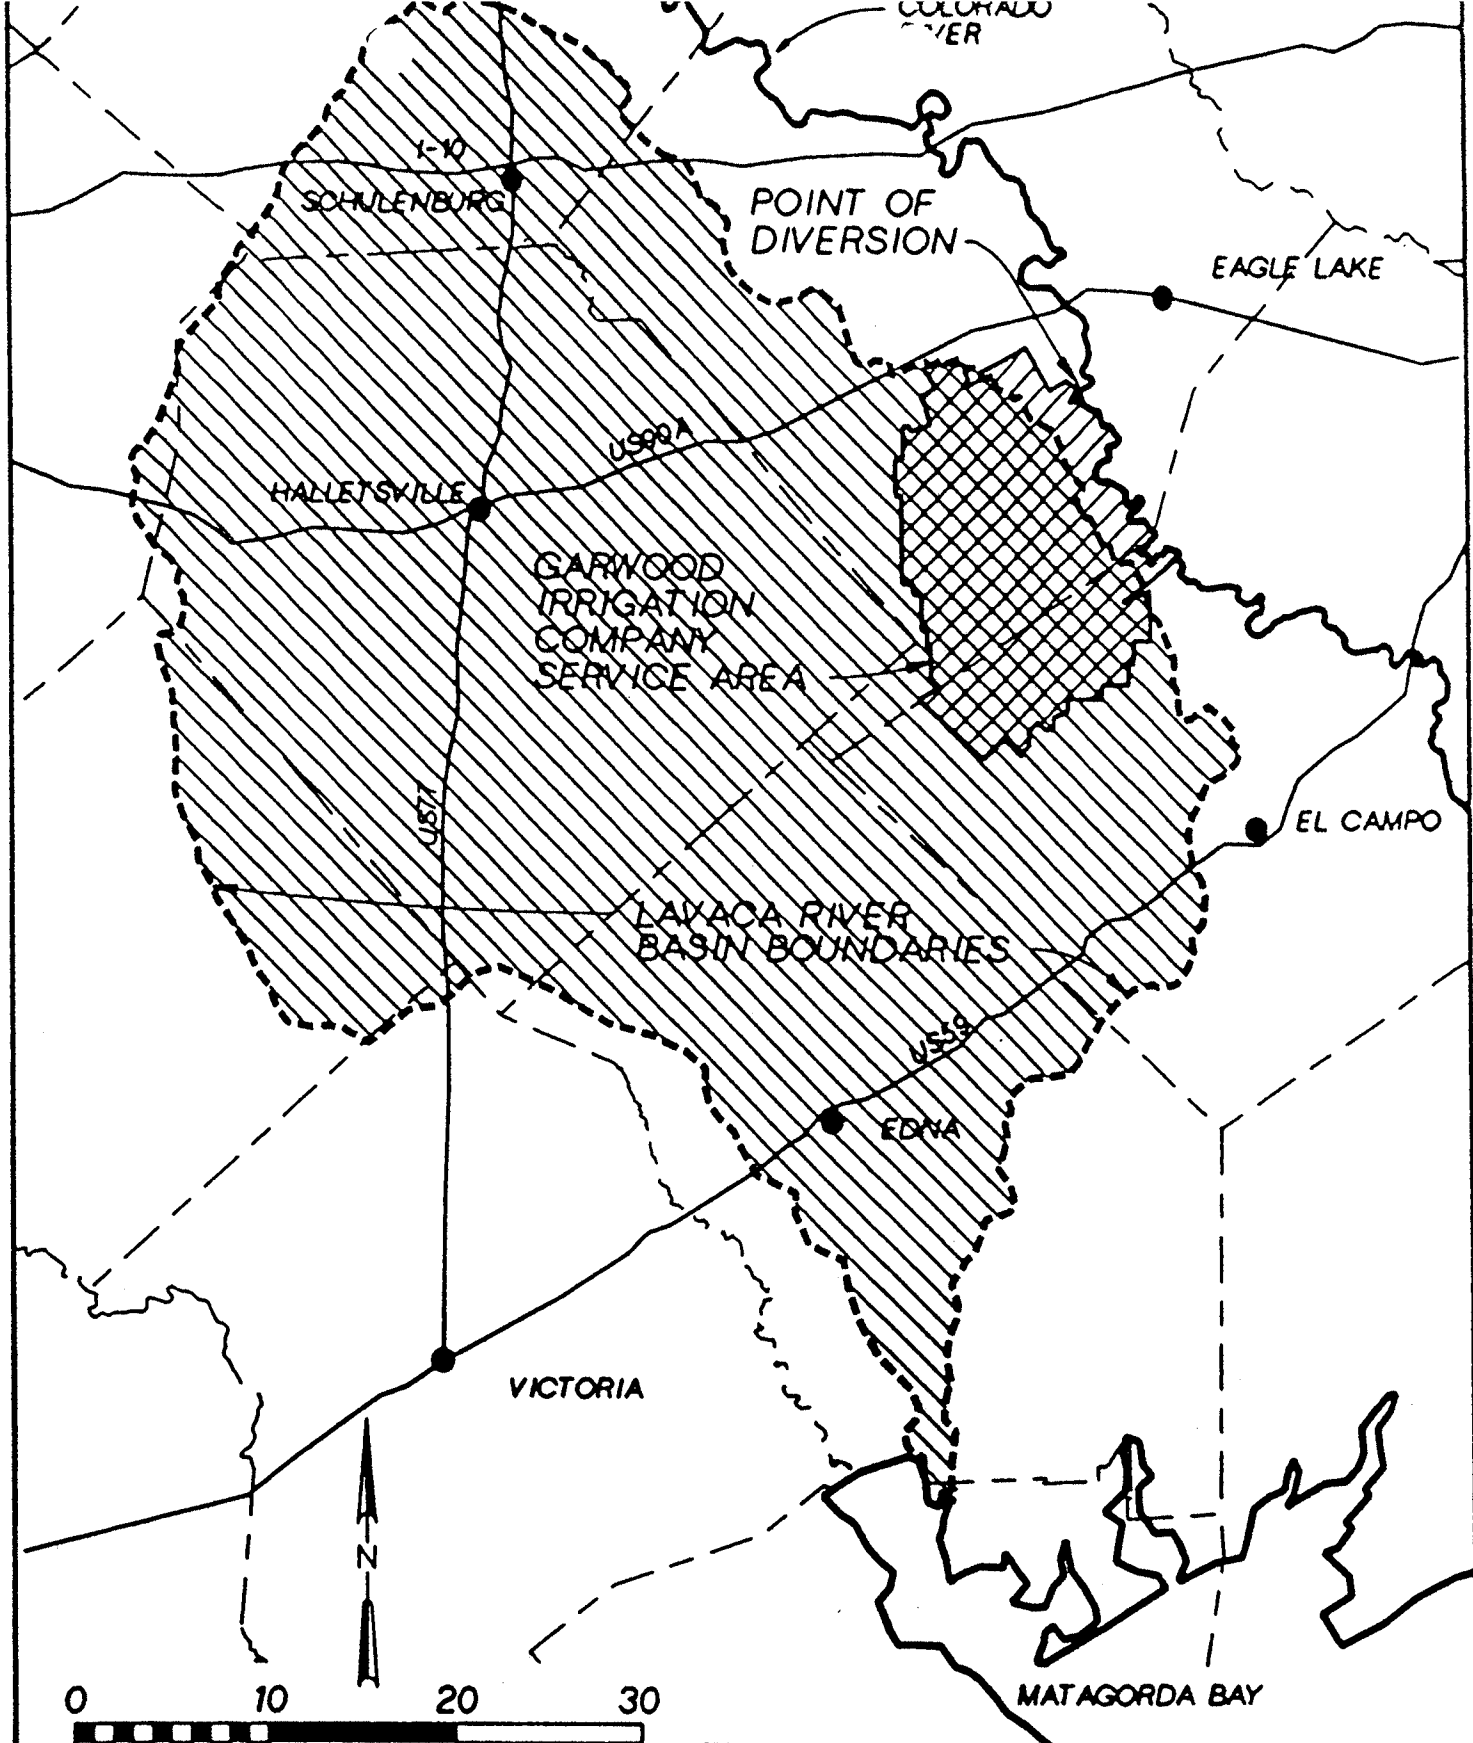 COLORADO
I-10
SCHULENBURG
POINT OF
DIVERSION
EAGLE LAKE
US90A
HALLETSVILLE
GARWOOD
IRRIGATION
COMPANY
SERVICE AREA
US77
EL CAMPO
LAVACA RIVER
BASIN BOUNDARIES
US59
EDNA
VICTORIA
N
MATAGORDA BAY
0 10 20 30